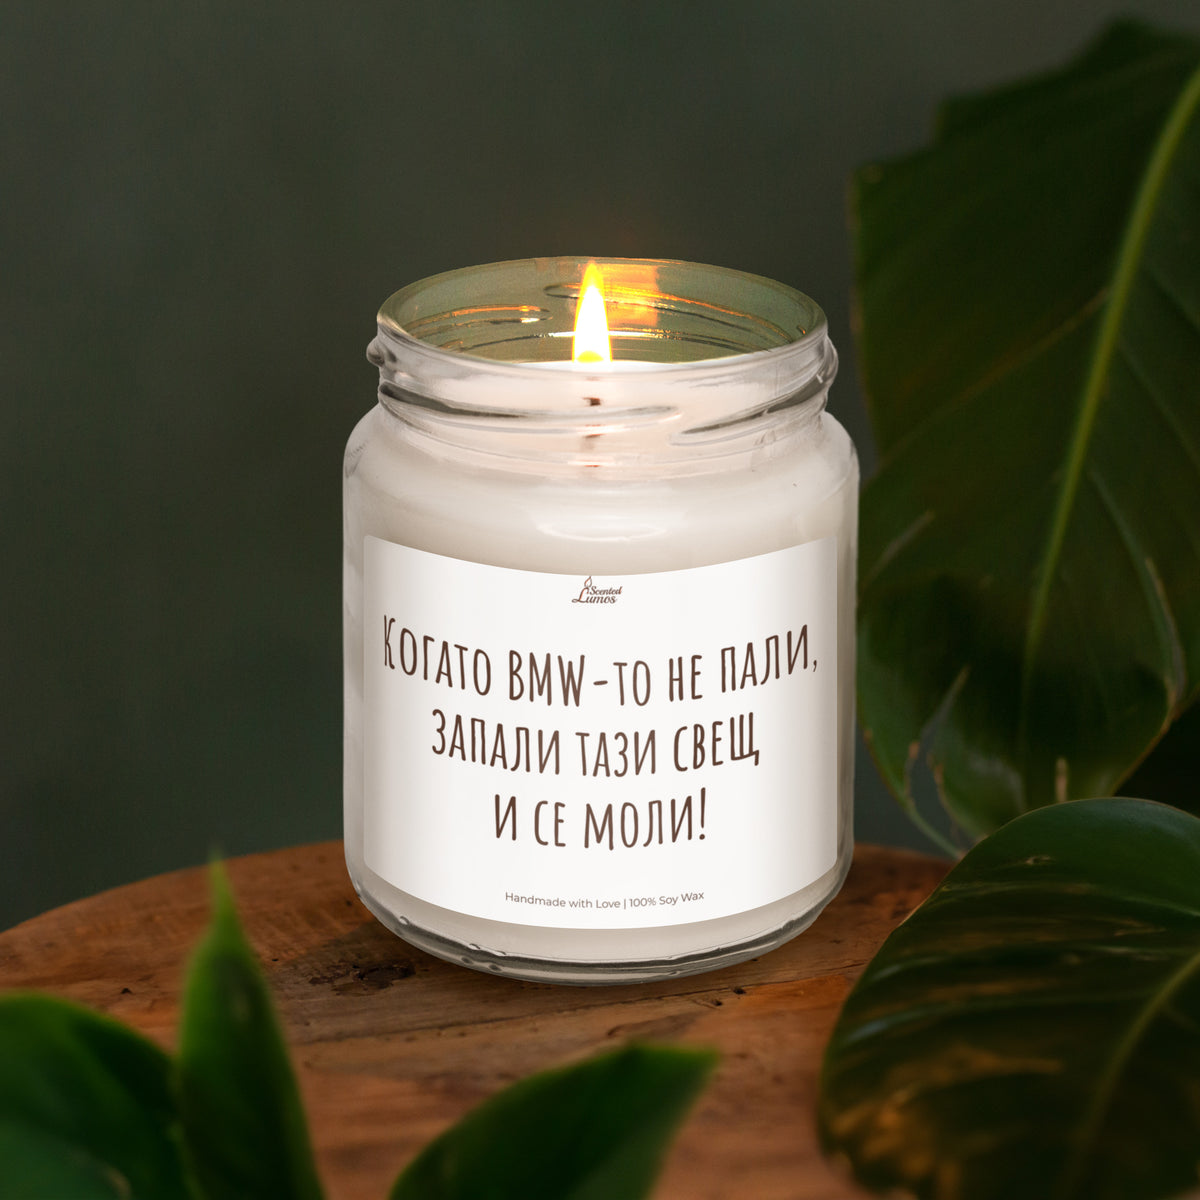 Scented
Lumos
Когато BMW-то не пали,
запали тази свещ
и се моли!
Handmade with Love | 100% Soy Wax